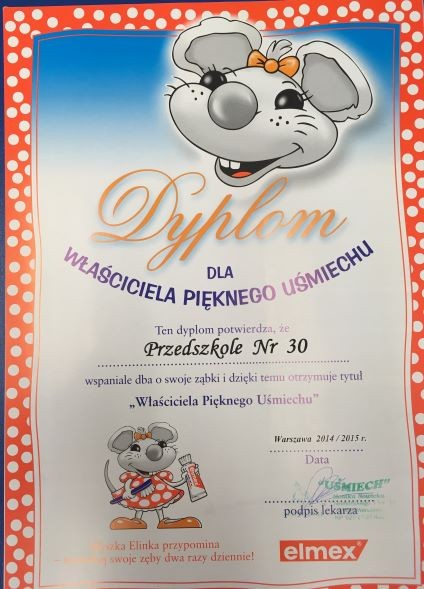 Dyplom
DLA
WŁAŚCICIELA PIĘKNEGO UŚMIECHU
Ten dyplom potwierdza, że
Przedszkole Nr 30
wspaniale dba o swoje ząbki i dzięki temu otrzymuje tytuł
„Właściciela Pięknego Uśmiechu”
Warszawa 2014 / 2015 r.
Data
"UŚMIECH"
podpis lekarza
Elinka przypomina
swoje zęby dwa razy dziennie!
elmex